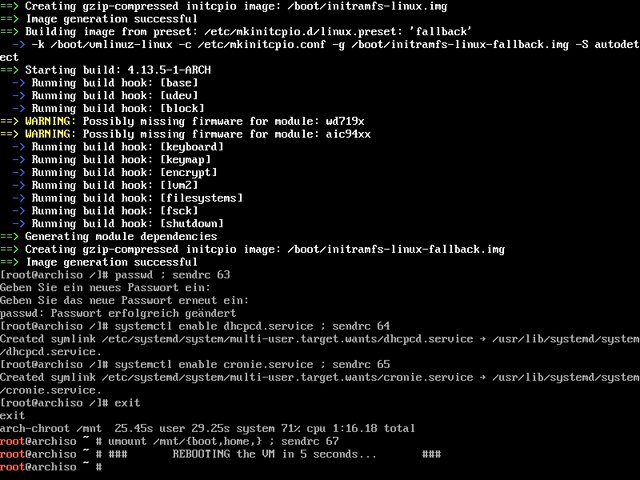 ==> Creating gzip-compressed initcpio image: /boot/initramfs-linux.img
==> Image generation successful
==> Building image from preset: /etc/mkinitcpio.d/linux.preset: 'fallback'
  -> -k /boot/vmlinuz-linux -c /etc/mkinitcpio.conf -g /boot/initramfs-linux-fallback.img -S autodet
ect
==> Starting build: 4.13.5-1-ARCH
  -> Running build hook: [base]
  -> Running build hook: [udev]
  -> Running build hook: [block]
==> WARNING: Possibly missing firmware for module: wd719x
==> WARNING: Possibly missing firmware for module: aic94xx
  -> Running build hook: [keyboard]
  -> Running build hook: [keymap]
  -> Running build hook: [encrypt]
  -> Running build hook: [lvm2]
  -> Running build hook: [filesystems]
  -> Running build hook: [fsck]
  -> Running build hook: [shutdown]
==> Generating module dependencies
==> Creating gzip-compressed initcpio image: /boot/initramfs-linux-fallback.img
==> Image generation successful
[root@archiso /]# passwd ; sendrc 63
Geben Sie ein neues Passwort ein:
Geben Sie das neue Passwort erneut ein:
passwd: Passwort erfolgreich geändert
[root@archiso /]# systemctl enable dhcpcd.service ; sendrc 64
Created symlink /etc/systemd/system/multi-user.target.wants/dhcpcd.service → /usr/lib/systemd/system
/dhcpcd.service.
[root@archiso /]# systemctl enable cronie.service ; sendrc 65
Created symlink /etc/systemd/system/multi-user.target.wants/cronie.service → /usr/lib/systemd/system
/cronie.service.
[root@archiso /]# exit
exit
arch-chroot /mnt  25.45s user 29.25s system 71% cpu 1:16.18 total
root@archiso ~ # umount /mnt/{boot,home,} ; sendrc 67
root@archiso ~ # ###       REBOOTING the VM in 5 seconds...       ###
root@archiso ~ #